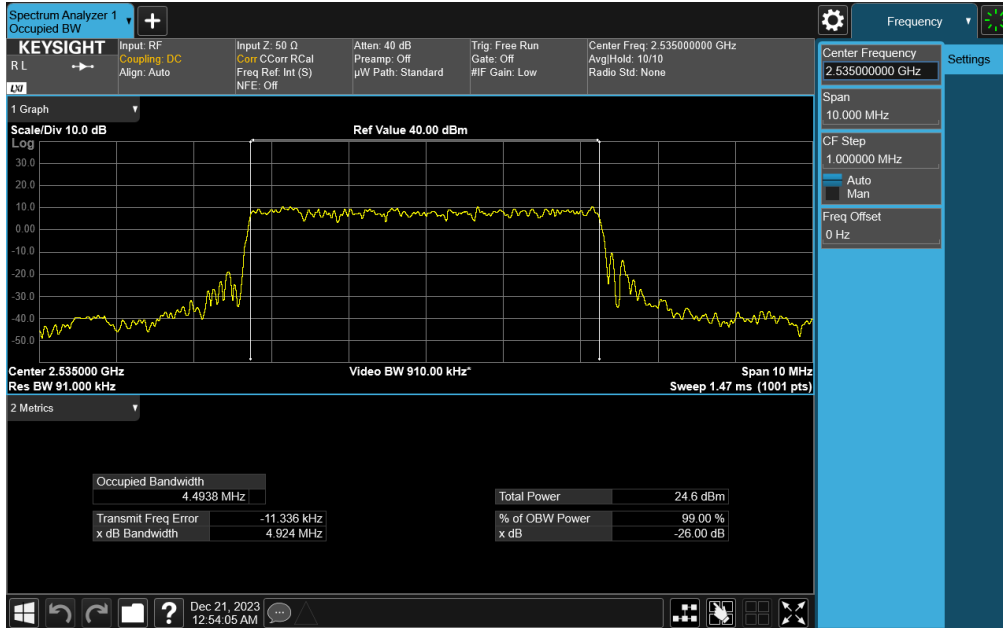 Spectrum Analyzer 1
Occupied BW
Frequency
KEYSIGHT
R L
LXI
Input: RF
Coupling: DC
Align: Auto
Input Z: 50 Ω
Corr CCorr RCal
Freq Ref: Int (S)
NFE: Off
Atten: 40 dB
Preamp: Off
µW Path: Standard
Trig: Free Run
Gate: Off
#IF Gain: Low
Center Freq: 2.535000000 GHz
Avg|Hold: 10/10
Radio Std: None
Center Frequency
2.535000000 GHz
Settings
Span
10.000 MHz
CF Step
1.000000 MHz
Auto
Man
Freq Offset
0 Hz
1 Graph
Scale/Div 10.0 dB
Ref Value 40.00 dBm
Log
30.0
20.0
10.0
0.00
-10.0
-20.0
-30.0
-40.0
-50.0
Center 2.535000 GHz
Video BW 910.00 kHz*
Span 10 MHz
Res BW 91.000 kHz
Sweep 1.47 ms (1001 pts)
2 Metrics
Occupied Bandwidth
4.4938 MHz
Total Power
24.6 dBm
Transmit Freq Error
-11.336 kHz
% of OBW Power
99.00 %
x dB Bandwidth
4.924 MHz
x dB
-26.00 dB
?
Dec 21, 2023
12:54:05 AM